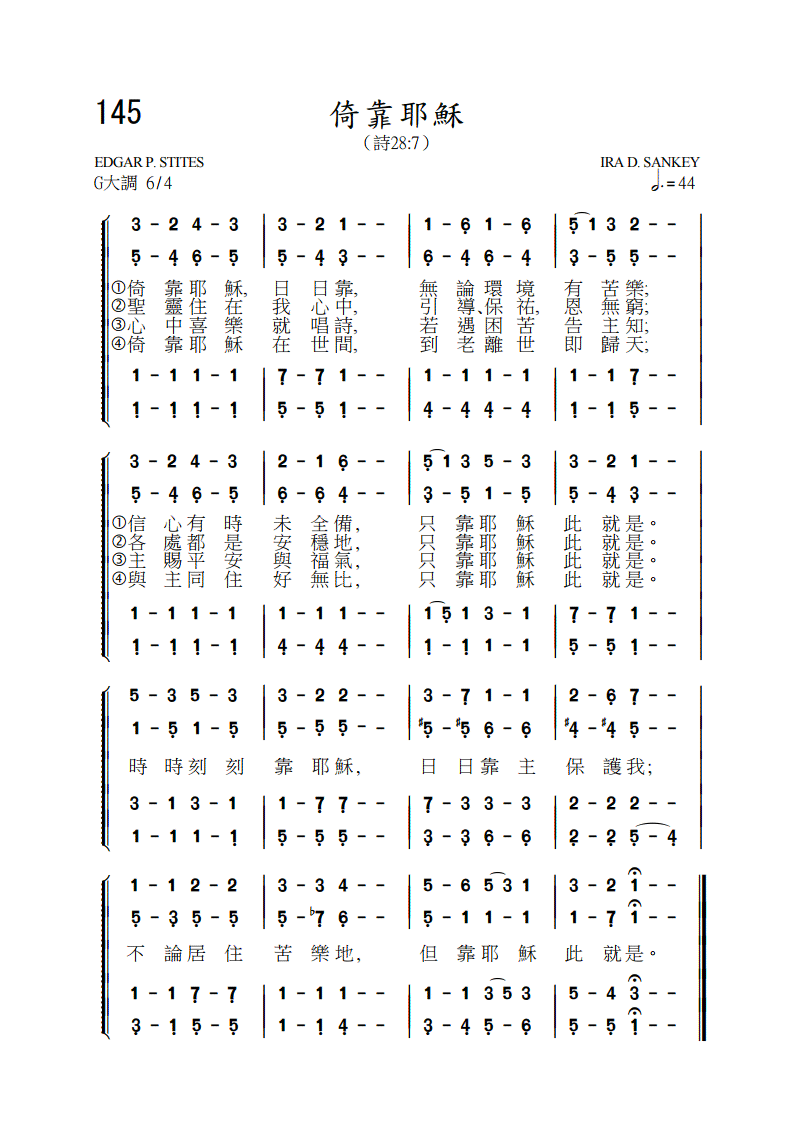 145
倚靠耶穌
（詩28:7）
EDGAR P. STITES
IRA D. SANKEY
G大調 6/4
𝅗𝅥. = 44
3 - 2 4 - 3 | 3 - 2 1 - - | 1 - 6̣ 1 - 6̣ | 5̣ 1 3 2 - -
5̣ - 4̣ 6̣ - 5̣ | 5̣ - 4̣ 3̣ - - | 6̣ - 4̣ 6̣ - 4̣ | 3̣ - 5̣ 5̣ - -
①倚靠耶穌, 日日靠, 無論環境有苦樂;
②聖靈住在我心中, 引導、保祐, 恩無窮;
③心中喜樂就唱詩, 若遇困苦告主知;
④倚靠耶穌在世間, 到老離世即歸天;
1 - 1 1 - 1 | 7̣ - 7̣ 1 - - | 1 - 1 1 - 1 | 1 - 1 7̣ - -
1̣ - 1̣ 1̣ - 1̣ | 5̣ - 5̣ 1̣ - - | 4̣ - 4̣ 4̣ - 4̣ | 1̣ - 1̣ 5̣ - -
3 - 2 4 - 3 | 2 - 1 6̣ - - | 5̣ 1 3 5 - 3 | 3 - 2 1 - -
5̣ - 4̣ 6̣ - 5̣ | 6̣ - 6̣ 4̣ - - | 3̣ - 5̣ 1 - 5̣ | 5̣ - 4̣ 3̣ - -
①信心有時未全備, 只靠耶穌此就是。
②各處都是安穩地, 只靠耶穌此就是。
③主賜平安與福氣, 只靠耶穌此就是。
④與主同住好無比, 只靠耶穌此就是。
1 - 1 1 - 1 | 1 - 1 1 - - | 1 5̣ 1 3 - 1 | 7̣ - 7̣ 1 - -
1̣ - 1̣ 1̣ - 1̣ | 4̣ - 4̣ 4̣ - - | 1̣ - 1̣ 1 - 1 | 5̣ - 5̣ 1̣ - -
5 - 3 5 - 3 | 3 - 2 2 - - | 3 - 7̣ 1 - 1 | 2 - 6̣ 7̣ - -
1 - 5̣ 1 - 5̣ | 5̣ - 5̣ 5̣ - - | ♯5̣ - ♯5̣ 6̣ - 6̣ | ♯4̣ - ♯4̣ 5̣ - -
時時刻刻靠耶穌, 日日靠主保護我;
3 - 1 3 - 1 | 1 - 7̣ 7̣ - - | 7̣ - 3 3 - 3 | 2 - 2 2 - -
1 - 1 1 - 1̣ | 5̣ - 5̣ 5̣ - - | 3̣ - 3̣ 6̣ - 6̣ | 2̣ - 2̣ 5̣ - 4̣
1 - 1 2 - 2 | 3 - 3 4 - - | 5 - 6 5 3 1 | 3 - 2 1 - -
5̣ - 3̣ 5̣ - 5̣ | 5̣ - ♭7̣ 6̣ - - | 5̣ - 1 1 - 1 | 1 - 7̣ 1 - -
不論居住苦樂地, 但靠耶穌此就是。
1 - 1 7̣ - 7̣ | 1 - 1 1 - - | 1 - 1 3 5 3 | 5 - 4 3 - -
3̣ - 1̣ 5̣ - 5̣ | 1 - 1̣ 4̣ - - | 3̣ - 4̣ 5̣ - 6̣ | 5̣ - 5̣ 1̣ - -